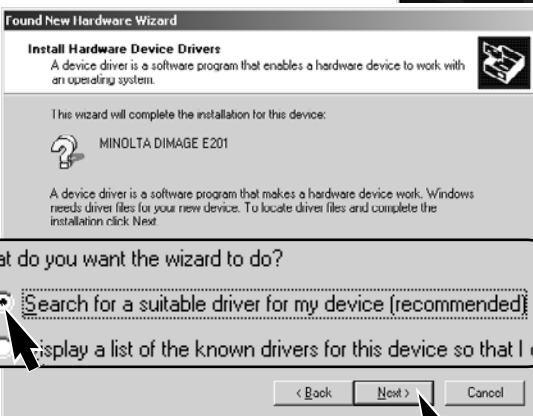 Found New Hardware Wizard
Install Hardware Device Drivers
A device driver is a software program that enables a hardware device to work with
an operating system.
This wizard will complete the installation for this device:
MINOLTA DIMAGE E201
A device driver is a software program that makes a hardware device work. Windows
needs driver files for your new device. To locate driver files and complete the
installation click Next.
at do you want the wizard to do?
Search for a suitable driver for my device (recommended)
isplay a list of the known drivers for this device so that I
< Back Next > Cancel